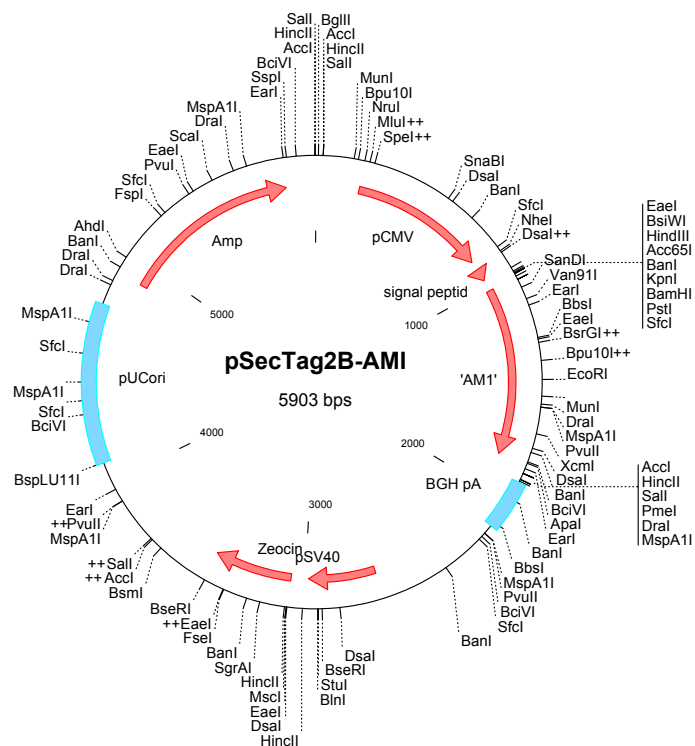 SalI
HincII
AccI
BciVI
SspI
EarI
MspA1I
DraI
ScaI
EaeI
PvuI
SfcI
FspI
AhdI
BanI
DraI
DraI
MspA1I
SfcI
MspA1I
SfcI
BciVI
BspLU11I
EarI
++PvuII
MspA1I
++ SalI
++ AccI
BsmI
BseRI
++EaeI
FseI
BanI
SgrAI
HincII
MscI
EaeI
DsaI
HincII
BglII
AccI
HincII
SalI
MunI
Bpu10I
NruI
MluI++
SpeI++
SnaBI
DsaI
BanI
SfcI
NheI
DsaI++
SanDI
Van91I
EarI
BbsI
EaeI
BsrGI++
Bpu10I++
EcoRI
MunI
DraI
MspA1I
PvuII
XcmI
DsaI
BanI
BciVI
ApaI
EarI
BanI
BbsI
MspA1I
PvuII
BciVI
SfcI
BanI
DsaI
BseRI
StuI
BlnI
EaeI
BsiWI
HindIII
Acc65I
BanI
KpnI
BamHI
PstI
SfcI
AccI
HincII
SalI
PmeI
DraI
MspA1I
Amp
pCMV
signal peptid
5000
1000
pUCori
pSecTag2B-AMI
5903 bps
'AM1'
4000
2000
BGH pA
3000
Zeocin
pSV40